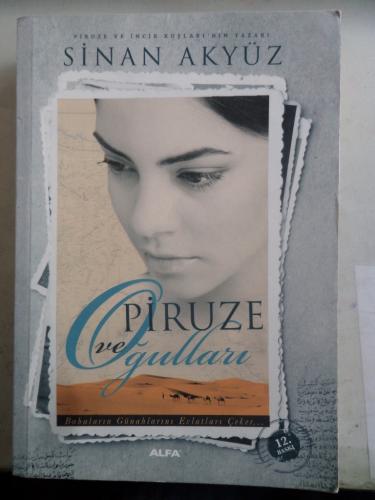 PİRUZE VE İNCİR KUŞLARI'NIN YAZARI
SİNAN AKYÜZ
PİRUZE
ve
Oğulları
Babaların Günahlarını Evlatları Çeker...
12.
BASKI
ALFA